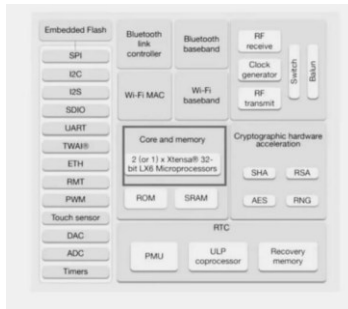 Embedded Flash
SPI
I2C
I2S
SDIO
UART
TWAI®
ETH
RMT
PWM
Touch sensor
DAC
ADC
Timers
Bluetooth
link
controller
Bluetooth
baseband
RF
receive
Clock
generator
RF
transmit
Switch
Balun
Wi-Fi MAC
Wi-Fi
baseband
Core and memory
2 (or 1) x Xtensa® 32-
bit LX6 Microprocessors
ROM
SRAM
Cryptographic hardware
acceleration
SHA
RSA
AES
RNG
RTC
PMU
ULP
coprocessor
Recovery
memory